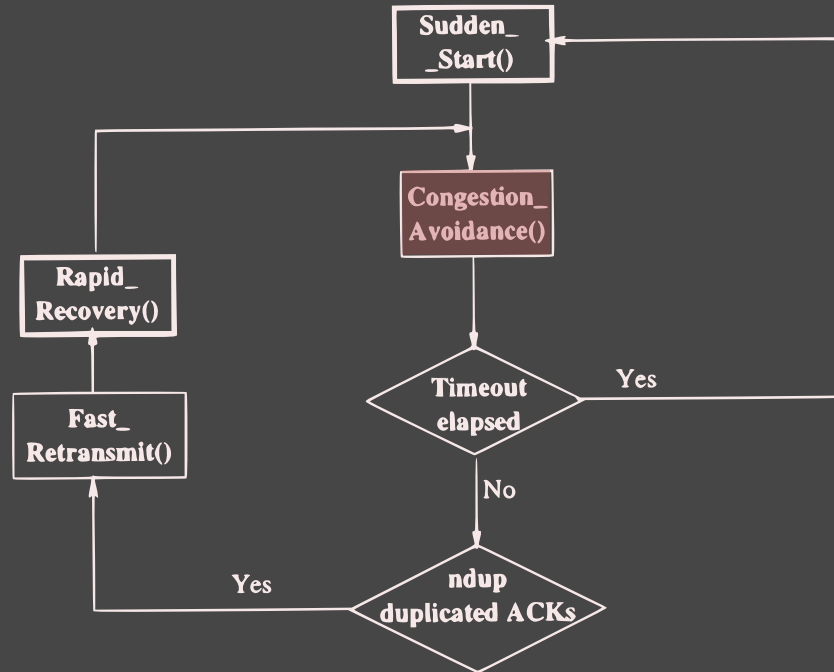 Sudden_
_Start()
Congestion_
Avoidance()
Rapid_
Recovery()
Timeout
elapsed
Yes
Fast_
Retransmit()
No
Yes
ndup
duplicated ACKs